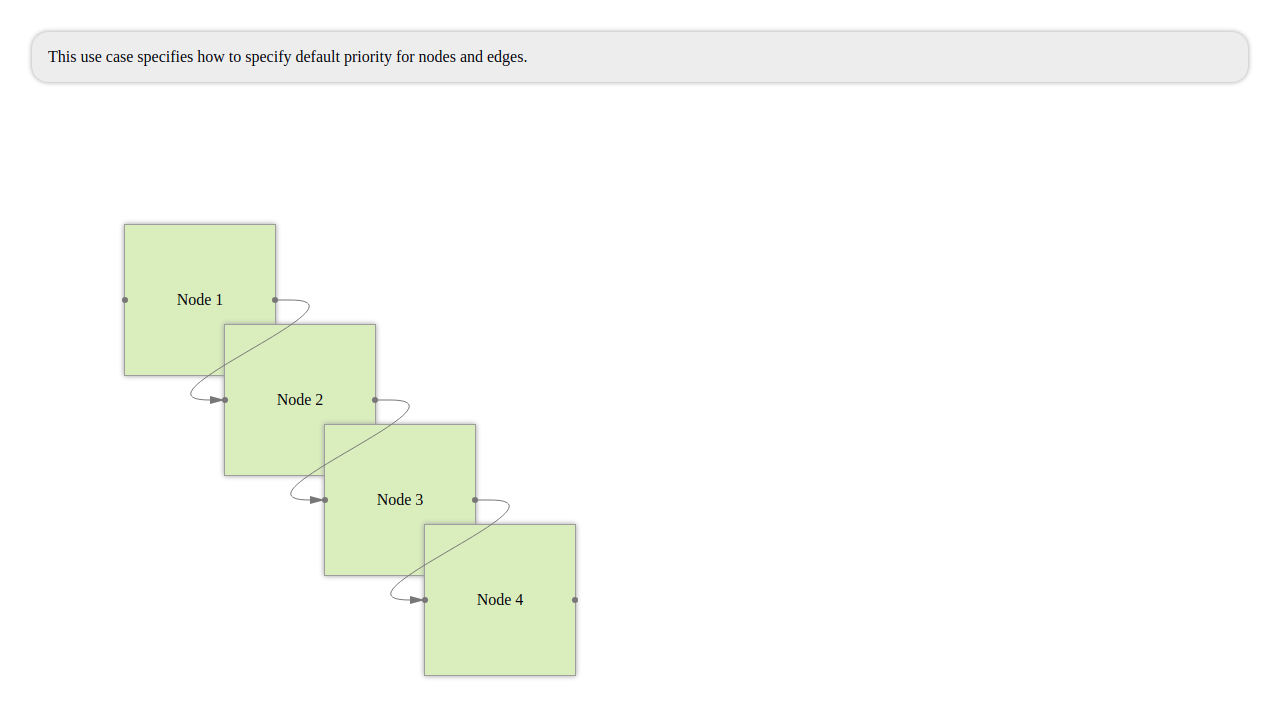 This use case specifies how to specify default priority for nodes and edges.
Node 1
Node 2
Node 3
Node 4